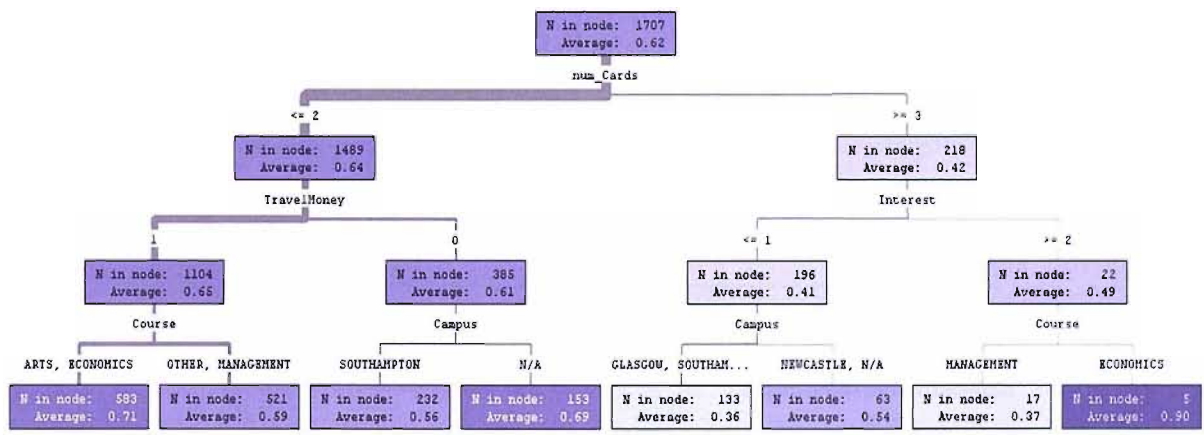 N in node: 1707
Average: 0.62
num_Cards
<= 2
>= 3
N in node: 1489
Average: 0.64
N in node: 218
Average: 0.42
TravelMoney
Interest
1
0
<= 1
>= 2
N in node: 1104
Average: 0.65
N in node: 385
Average: 0.61
N in node: 196
Average: 0.41
N in node: 22
Average: 0.49
Course
Campus
Campus
Course
ARTS, ECONOMICS
OTHER, MANAGEMENT
SOUTHAMPTON
N/A
GLASGOW, SOUTHAM...
NEWCASTLE, N/A
MANAGEMENT
ECONOMICS
N in node: 583
Average: 0.71
N in node: 521
Average: 0.59
N in node: 232
Average: 0.56
N in node: 153
Average: 0.69
N in node: 133
Average: 0.36
N in node: 63
Average: 0.54
N in node: 17
Average: 0.37
N in node: 5
Average: 0.90